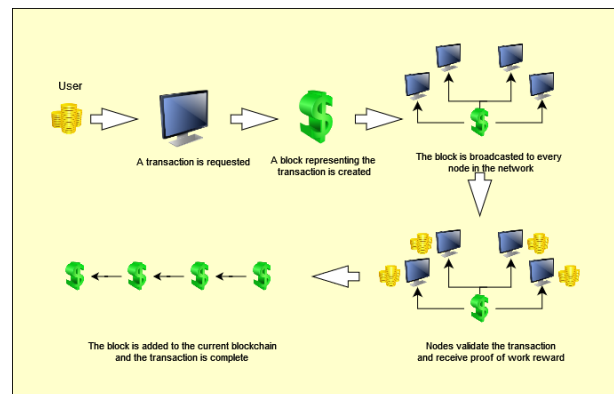 User
A transaction is requested
A block representing the
transaction is created
The block is broadcasted to every
node in the network
The block is added to the current blockchain
and the transaction is complete
Nodes validate the transaction
and receive proof of work reward